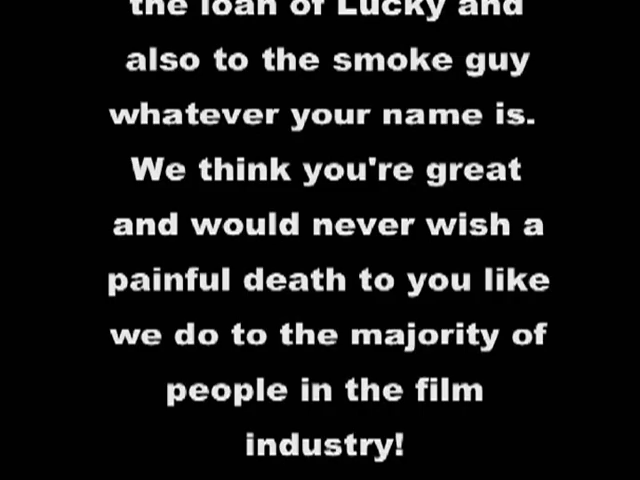 the loan of Lucky and
also to the smoke guy
whatever your name is.
We think you're great
and would never wish a
painful death to you like
we do to the majority of
people in the film
industry!